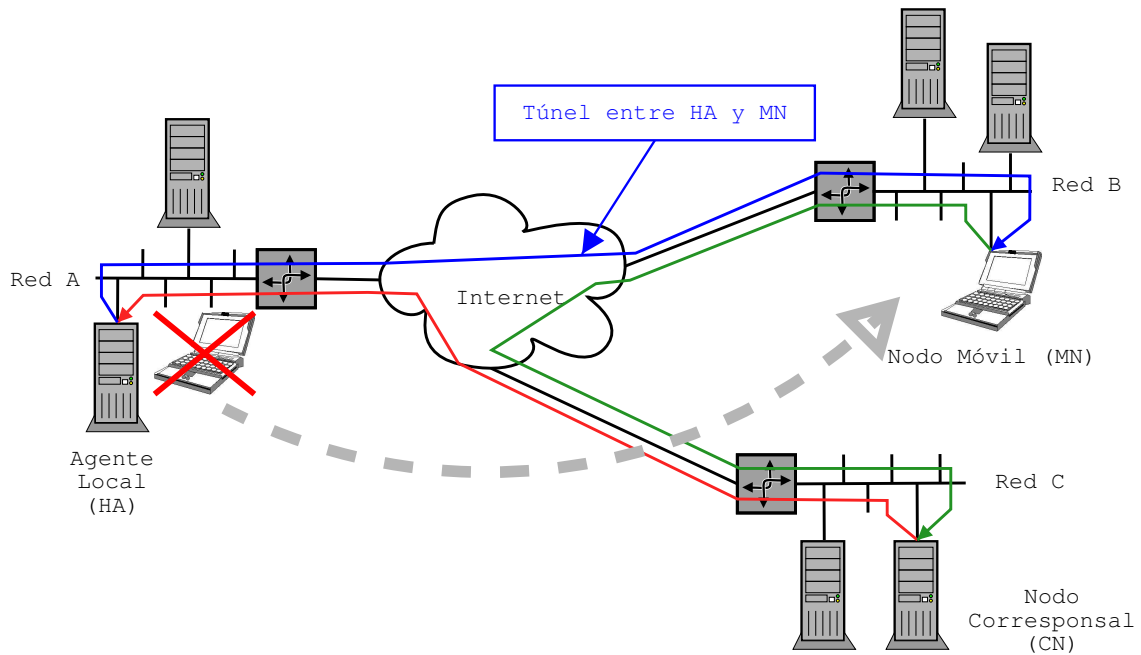 Túnel entre HA y MN
Red B
Red A
Internet
Nodo Móvil (MN)
Agente
Local
(HA)
Red C
Nodo
Corresponsal
(CN)